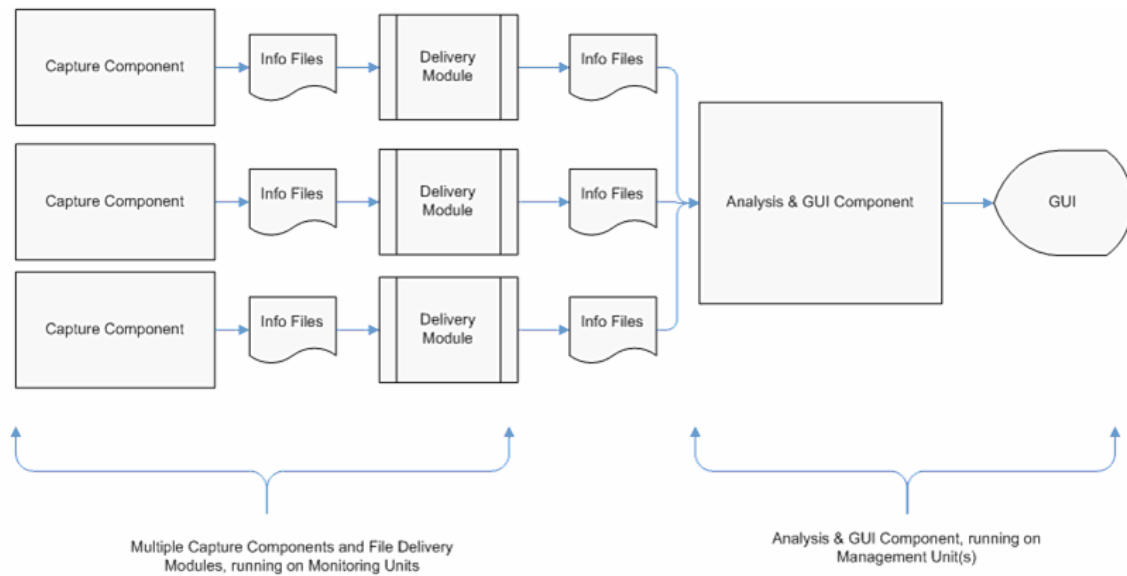 Capture Component
Info Files
Delivery
Module
Info Files
Capture Component
Info Files
Delivery
Module
Info Files
Analysis & GUI Component
GUI
Capture Component
Info Files
Delivery
Module
Info Files
Multiple Capture Components and File Delivery
Modules, running on Monitoring Units
Analysis & GUI Component, running on
Management Unit(s)